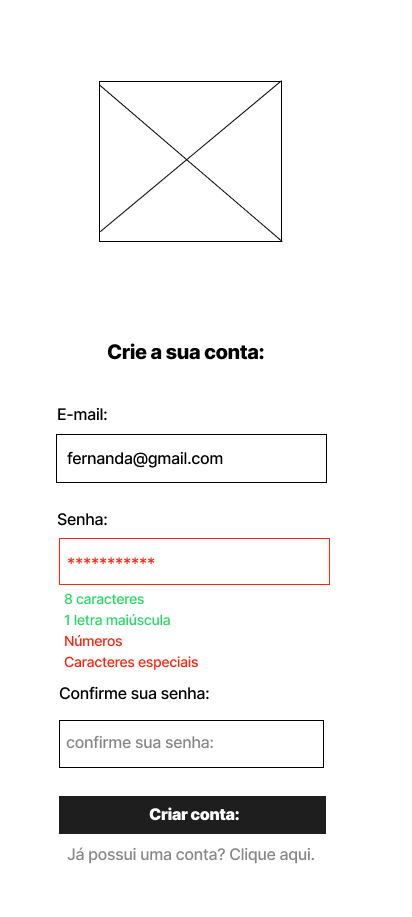 Crie a sua conta:
E-mail:
fernanda@gmail.com
Senha:
***********
8 caracteres
1 letra maiúscula
Números
Caracteres especiais
Confirme sua senha:
confirme sua senha:
Criar conta:
Já possui uma conta? Clique aqui.